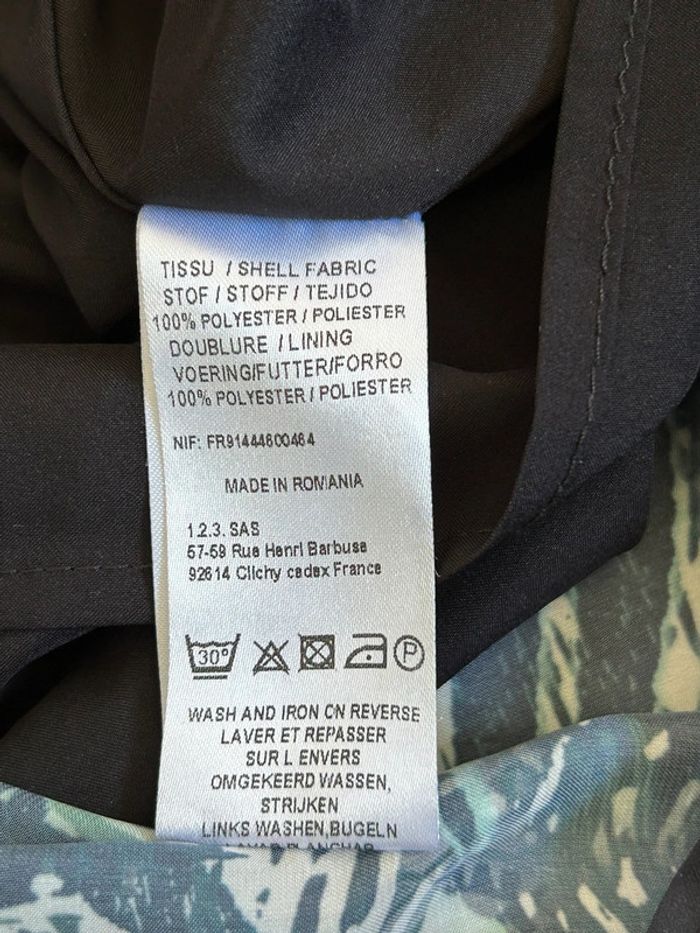 TISSU / SHELL FABRIC
STOF / STOFF / TEJIDO
100% POLYESTER / POLIESTER
DOUBLURE / LINING
VOERING/FUTTER/FORRO
100% POLYESTER / POLIESTER
NIF: FR91444600464
MADE IN ROMANIA
1.2.3. SAS
57-59 Rue Henri Barbuse
92614 Clichy cedex France
30°
P
WASH AND IRON ON REVERSE
LAVER ET REPASSER
SUR L ENVERS
OMGEKEERD WASSEN,
STRIJKEN
LINKS WASHEN,BUGELN
LAVAR PLANCHAR